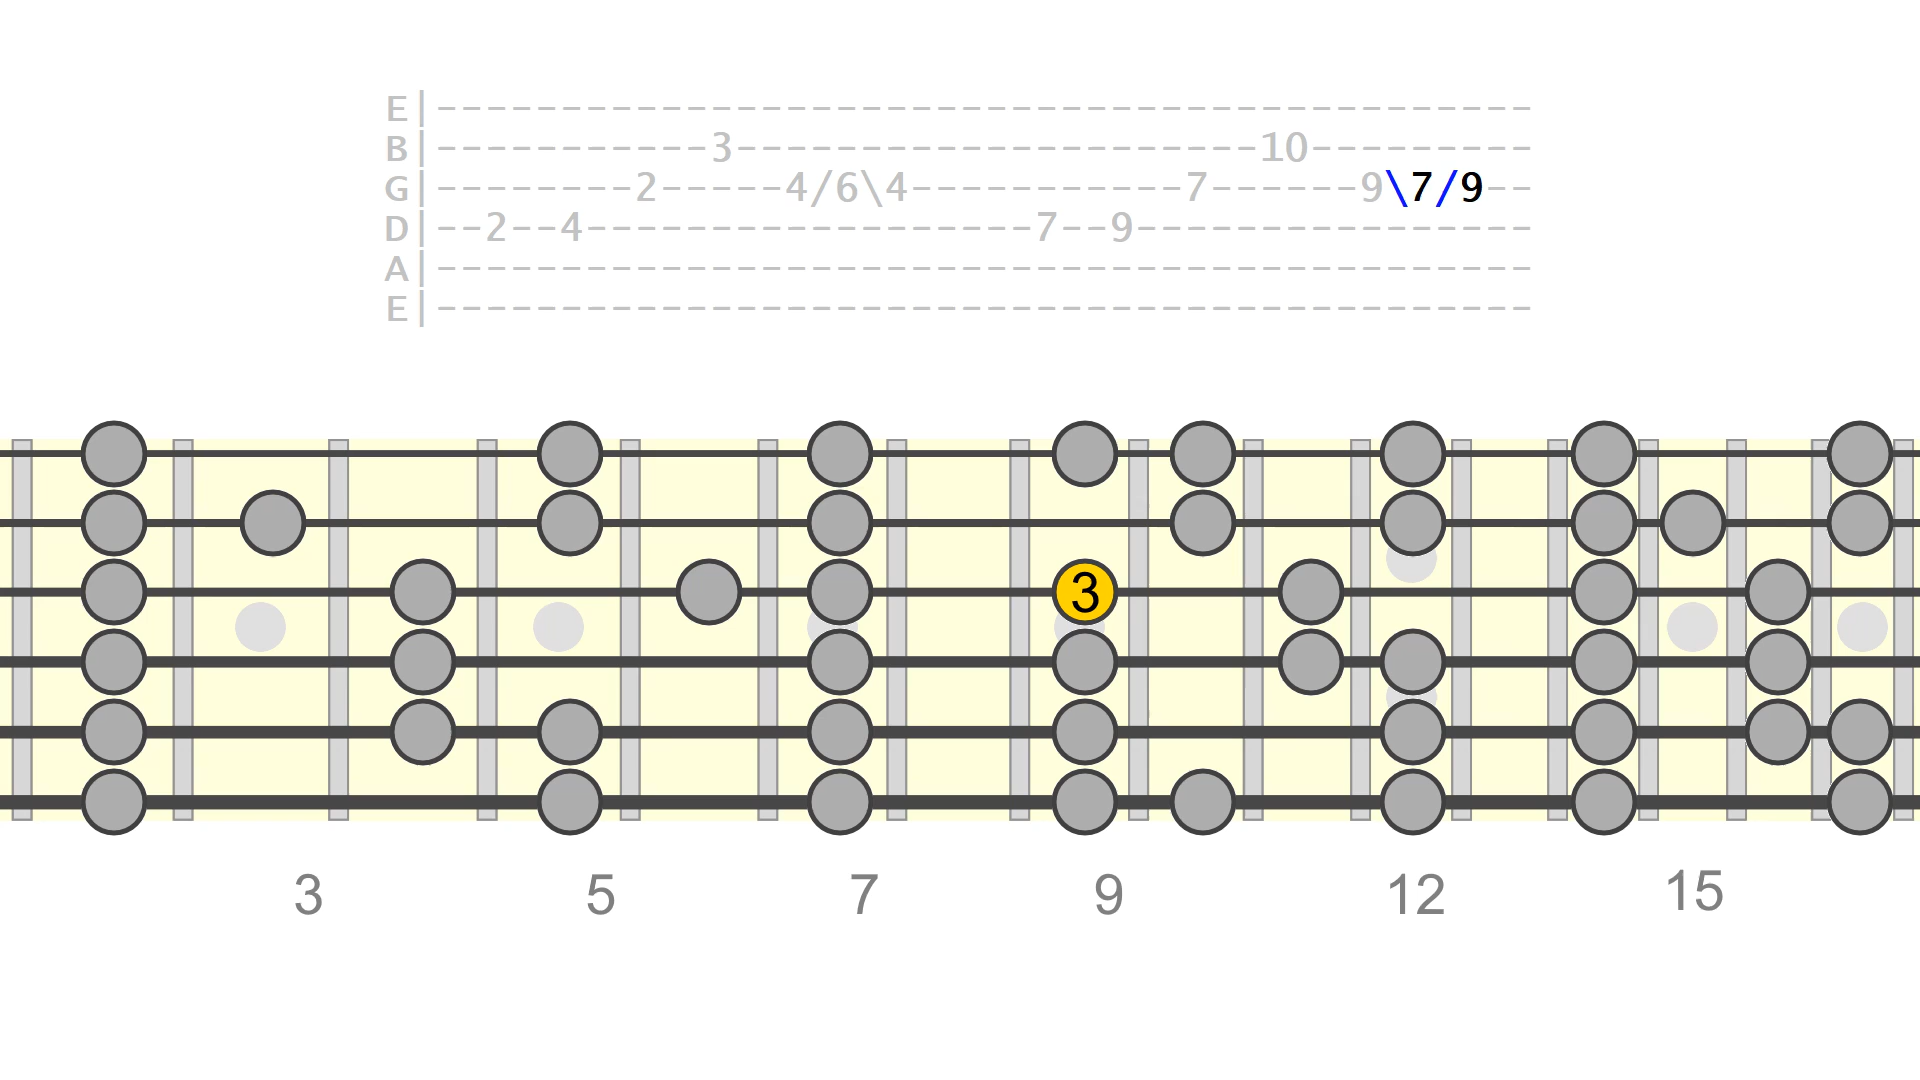 E|--------------------------------------------
B|-----------3---------------------10---------
G|--------2-----4/6\4-----------7------9\7/9--
D|--2--4------------------7--9----------------
A|--------------------------------------------
E|--------------------------------------------
3
3 5 7 9 12 15